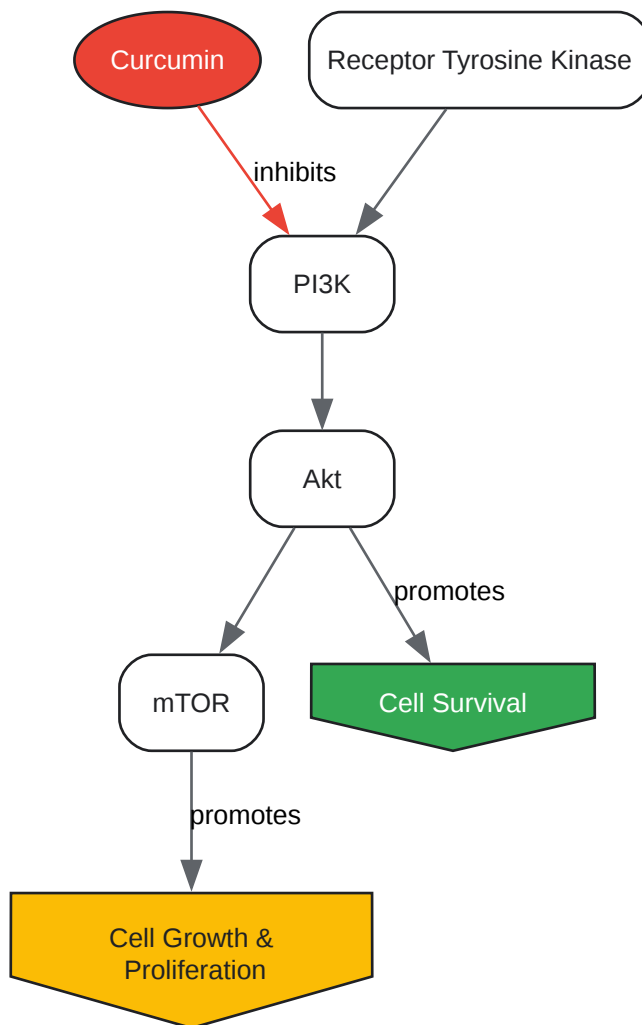 Curcumin
Receptor Tyrosine Kinase
inhibits
PI3K
Akt
promotes
mTOR
Cell Survival
promotes
Cell Growth &
Proliferation